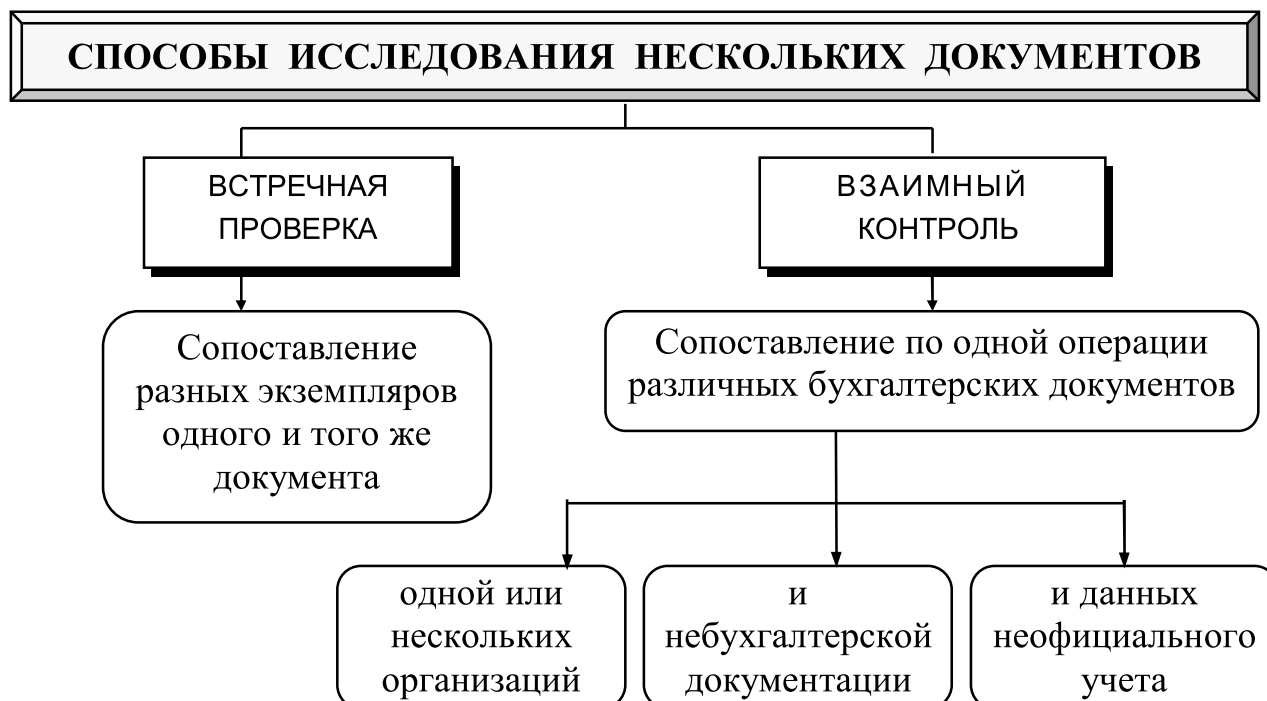 СПОСОБЫ ИССЛЕДОВАНИЯ НЕСКОЛЬКИХ ДОКУМЕНТОВ
ВСТРЕЧНАЯ
ПРОВЕРКА
ВЗАИМНЫЙ
КОНТРОЛЬ
Сопоставление
разных экземпляров
одного и того же
документа
Сопоставление по одной операции
различных бухгалтерских документов
одной или
нескольких
организаций
и
небухгалтерской
документации
и данных
неофициального
учета